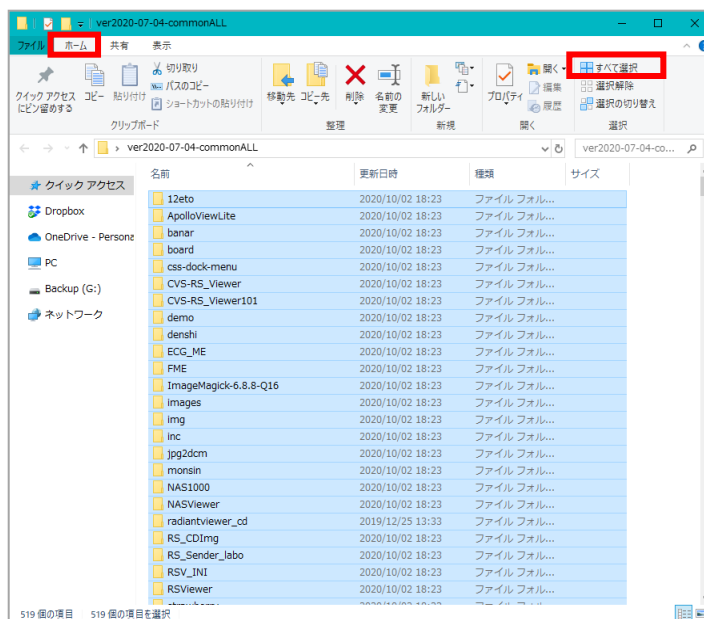 ver2020-07-04-commonALL
ファイル ホーム 共有 表示
クイック アクセス
にピン留めする
コピー
貼り付け
切り取り
パスのコピー
ショートカットの貼り付け
移動先
コピー先
削除
名前の
変更
新しい
フォルダー
プロパティ
開く
編集
履歴
すべて選択
選択解除
選択の切り替え
クリップボード 整理 新規 開く 選択
ver2020-07-04-commonALL
ver2020-07-04-co...
クイック アクセス
Dropbox
OneDrive - Persona
PC
Backup (G:)
ネットワーク
名前 更新日時 種類 サイズ
12eto 2020/10/02 18:23 ファイル フォル...
ApolloViewLite 2020/10/02 18:23 ファイル フォル...
banar 2020/10/02 18:23 ファイル フォル...
board 2020/10/02 18:23 ファイル フォル...
css-dock-menu 2020/10/02 18:23 ファイル フォル...
CVS-RS_Viewer 2020/10/02 18:23 ファイル フォル...
CVS-RS_Viewer101 2020/10/02 18:23 ファイル フォル...
demo 2020/10/02 18:23 ファイル フォル...
denshi 2020/10/02 18:23 ファイル フォル...
ECG_ME 2020/10/02 18:23 ファイル フォル...
FME 2020/10/02 18:23 ファイル フォル...
ImageMagick-6.8.8-Q16 2020/10/02 18:23 ファイル フォル...
images 2020/10/02 18:23 ファイル フォル...
img 2020/10/02 18:23 ファイル フォル...
inc 2020/10/02 18:23 ファイル フォル...
jpg2dcm 2020/10/02 18:23 ファイル フォル...
monsin 2020/10/02 18:23 ファイル フォル...
NAS1000 2020/10/02 18:23 ファイル フォル...
NASViewer 2020/10/02 18:23 ファイル フォル...
radiantviewer_cd 2019/12/25 13:33 ファイル フォル...
RS_CDImg 2020/10/02 18:23 ファイル フォル...
RS_Sender_labo 2020/10/02 18:23 ファイル フォル...
RSV_INI 2020/10/02 18:23 ファイル フォル...
RSViewer 2020/10/02 18:23 ファイル フォル...
519 個の項目 519 個の項目を選択